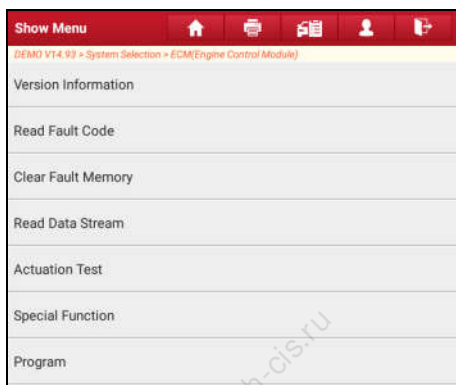 Show Menu
DEMO V14.93 > System Selection > ECM(Engine Control Module)
Version Information
Read Fault Code
Clear Fault Memory
Read Data Stream
Actuation Test
Special Function
Program